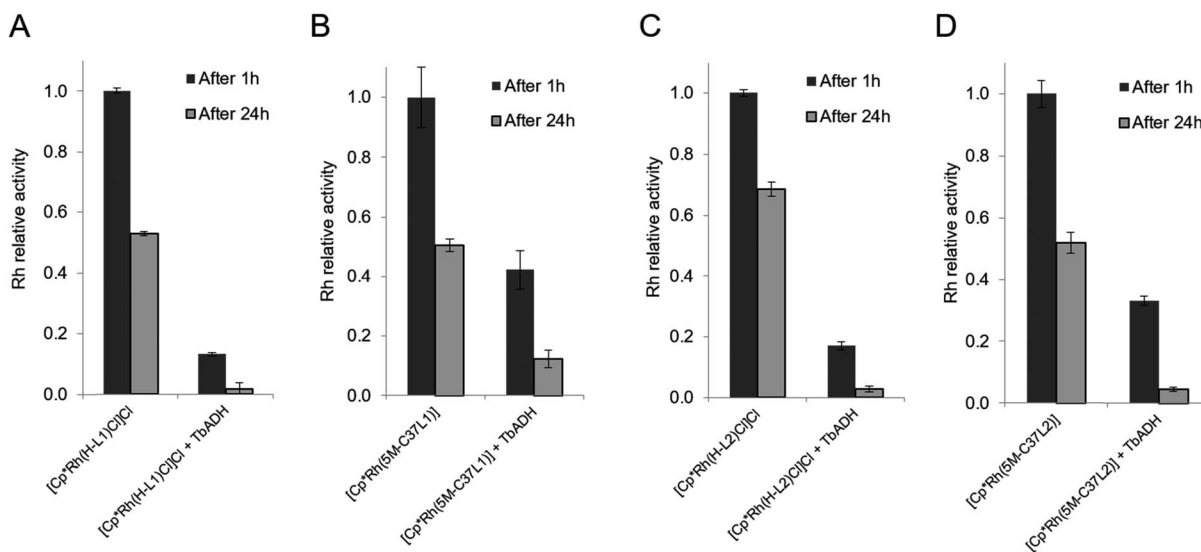 A
Rh relative activity
1.0
0.8
0.6
0.4
0.2
0.0
After 1h
After 24h
[Cp*Rh(H-L1)Cl]Cl
[Cp*Rh(H-L1)Cl]Cl + TbADH
B
Rh relative activity
1.0
0.8
0.6
0.4
0.2
0.0
After 1h
After 24h
[Cp*Rh(5M-C37L1)]
[Cp*Rh(5M-C37L1)] + TbADH
C
Rh relative activity
1.0
0.8
0.6
0.4
0.2
0.0
After 1h
After 24h
[Cp*Rh(H-L2)Cl]Cl
[Cp*Rh(H-L2)Cl]Cl + TbADH
D
Rh relative activity
1.0
0.8
0.6
0.4
0.2
0.0
After 1h
After 24h
[Cp*Rh(5M-C37L2)]
[Cp*Rh(5M-C37L2)] + TbADH